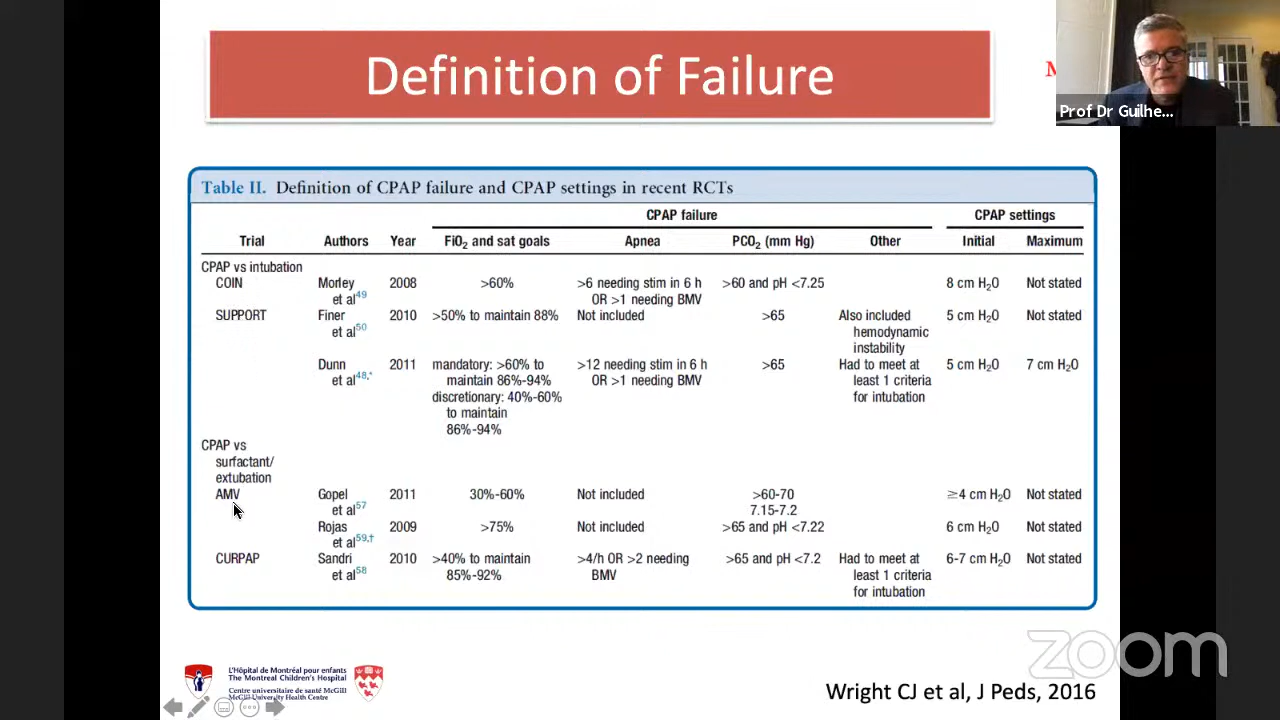 Definition of Failure
M
Prof Dr Guilhe...
Table II. Definition of CPAP failure and CPAP settings in recent RCTs
CPAP failure CPAP settings
Trial Authors Year FiO2 and sat goals Apnea PCO2 (mm Hg) Other Initial Maximum
CPAP vs intubation
COIN Morley 2008 >60% >6 needing stim in 6 h >60 and pH <7.25 8 cm H2O Not stated
et al49 OR >1 needing BMV
SUPPORT Finer 2010 >50% to maintain 88% Not included >65 Also included 5 cm H2O Not stated
et al50 hemodynamic
instability
Dunn 2011 mandatory: >60% to >12 needing stim in 6 h >65 Had to meet at 5 cm H2O 7 cm H2O
et al48,* maintain 86%-94% OR >1 needing BMV least 1 criteria
discretionary: 40%-60% for intubation
to maintain
86%-94%
CPAP vs
surfactant/
extubation
AMV Gopel 2011 30%-60% Not included >60-70 ≥4 cm H2O Not stated
et al57 7.15-7.2
Rojas 2009 >75% Not included >65 and pH <7.22 6 cm H2O Not stated
et al59,†
CURPAP Sandri 2010 >40% to maintain >4/h OR >2 needing >65 and pH <7.2 Had to meet at 6-7 cm H2O Not stated
et al58 85%-92% BMV least 1 criteria
for intubation
zoom
L'Hôpital de Montréal pour enfants
The Montreal Children's Hospital
Centre universitaire de santé McGill
McGill University Health Centre
Wright CJ et al, J Peds, 2016